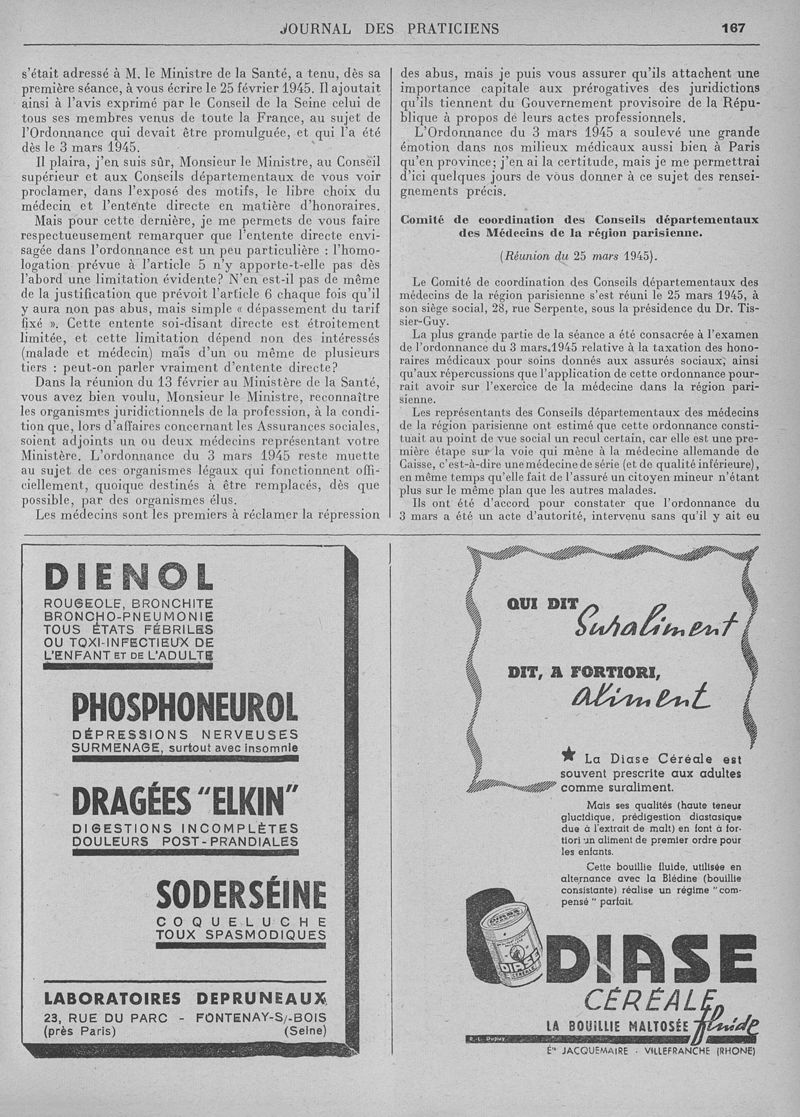 JOURNAL DES PRATICIENS 167
s'était adressé à M. le Ministre de la Santé, a tenu, dès sa
première séance, à vous écrire le 25 février 1945. Il ajoutait
ainsi à l'avis exprimé par le Conseil de la Seine celui de
tous ses membres venus de toute la France, au sujet de
l'Ordonnance qui devait être promulguée, et qui l'a été
dès le 3 mars 1945.
Il plaira, j'en suis sûr, Monsieur le Ministre, au Conseil
supérieur et aux Conseils départementaux de vous voir
proclamer, dans l'exposé des motifs, le libre choix du
médecin et l'entente directe en matière d'honoraires.
Mais pour cette dernière, je me permets de vous faire
respectueusement remarquer que l'entente directe envi-
sagée dans l'ordonnance est un peu particulière : l'homo-
logation prévue à l'article 5 n'y apporte-t-elle pas dès
l'abord une limitation évidente? N'en est-il pas de même
de la justification que prévoit l'article 6 chaque fois qu'il
y aura non pas abus, mais simple « dépassement du tarif
fixé ». Cette entente soi-disant directe est étroitement
limitée, et cette limitation dépend non des intéressés
(malade et médecin) mais d'un ou même de plusieurs
tiers : peut-on parler vraiment d'entente directe?
Dans la réunion du 13 février au Ministère de la Santé,
vous avez bien voulu, Monsieur le Ministre, reconnaître
les organismes juridictionnels de la profession, à la condi-
tion que, lors d'affaires concernant les Assurances sociales,
soient adjoints un ou deux médecins représentant votre
Ministère. L'ordonnance du 3 mars 1945 reste muette
au sujet de ces organismes légaux qui fonctionnent offi-
ciellement, quoique destinés à être remplacés, dès que
possible, par des organismes élus.
Les médecins sont les premiers à réclamer la répression
des abus, mais je puis vous assurer qu'ils attachent une
importance capitale aux prérogatives des juridictions
qu'ils tiennent du Gouvernement provisoire de la Répu-
blique à propos de leurs actes professionnels.
L'Ordonnance du 3 mars 1945 a soulevé une grande
émotion dans nos milieux médicaux aussi bien à Paris
qu'en province; j'en ai la certitude, mais je me permettrai
d'ici quelques jours de vous donner à ce sujet des rensei-
gnements précis.
Comité de coordination des Conseils départementaux
des Médecins de la région parisienne.
(Réunion du 25 mars 1945).
Le Comité de coordination des Conseils départementaux des
médecins de la région parisienne s'est réuni le 25 mars 1945, à
son siège social, 28, rue Serpente, sous la présidence du Dr. Tis-
sier-Guy.
La plus grande partie de la séance a été consacrée à l'examen
de l'ordonnance du 3 mars 1945 relative à la taxation des hono-
raires médicaux pour soins donnés aux assurés sociaux, ainsi
qu'aux répercussions que l'application de cette ordonnance pour-
rait avoir sur l'exercice de la médecine dans la région pari-
sienne.
Les représentants des Conseils départementaux des médecins
de la région parisienne ont estimé que cette ordonnance consti-
tuait au point de vue social un recul certain, car elle est une pre-
mière étape sur la voie qui mène à la médecine allemande de
Caisse, c'est-à-dire une médecine de série (et de qualité inférieure),
en même temps qu'elle fait de l'assuré un citoyen mineur n'étant
plus sur le même plan que les autres malades.
Ils ont été d'accord pour constater que l'ordonnance du
3 mars a été un acte d'autorité, intervenu sans qu'il y ait eu
DIENOL
ROUGEOLE, BRONCHITE
BRONCHO-PNEUMONIE
TOUS ÉTATS FÉBRILES
OU TOXI-INFECTIEUX DE
L'ENFANT ET DE L'ADULTE
PHOSPHONEUROL
DÉPRESSIONS NERVEUSES
SURMENAGE, surtout avec insomnie
DRAGÉES "ELKIN"
DIGESTIONS INCOMPLÈTES
DOULEURS POST-PRANDIALES
SODERSÉINE
COQUELUCHE
TOUX SPASMODIQUES
LABORATOIRES DEPRUNEAUX
23, RUE DU PARC - FONTENAY-S/-BOIS
(près Paris) (Seine)
QUI DIT
Suraliment
DIT, A FORTIORI,
aliment
★ La Diase Céréale est
souvent prescrite aux adultes
comme suraliment.
Mais ses qualités (haute teneur
glucidique, prédigestion diastasique
due à l'extrait de malt) en font à for-
tiori un aliment de premier ordre pour
les enfants.
Cette bouillie fluide, utilisée en
alternance avec la Blédine (bouillie
consistante) réalise un régime "com-
pensé" parfait.
DIASE
CÉRÉALE
DIASE
CÉRÉALE
LA BOUILLIE MALTOSÉE fluide
R.-L. Dupuy
Éts JACQUEMAIRE - VILLEFRANCHE (RHONE)